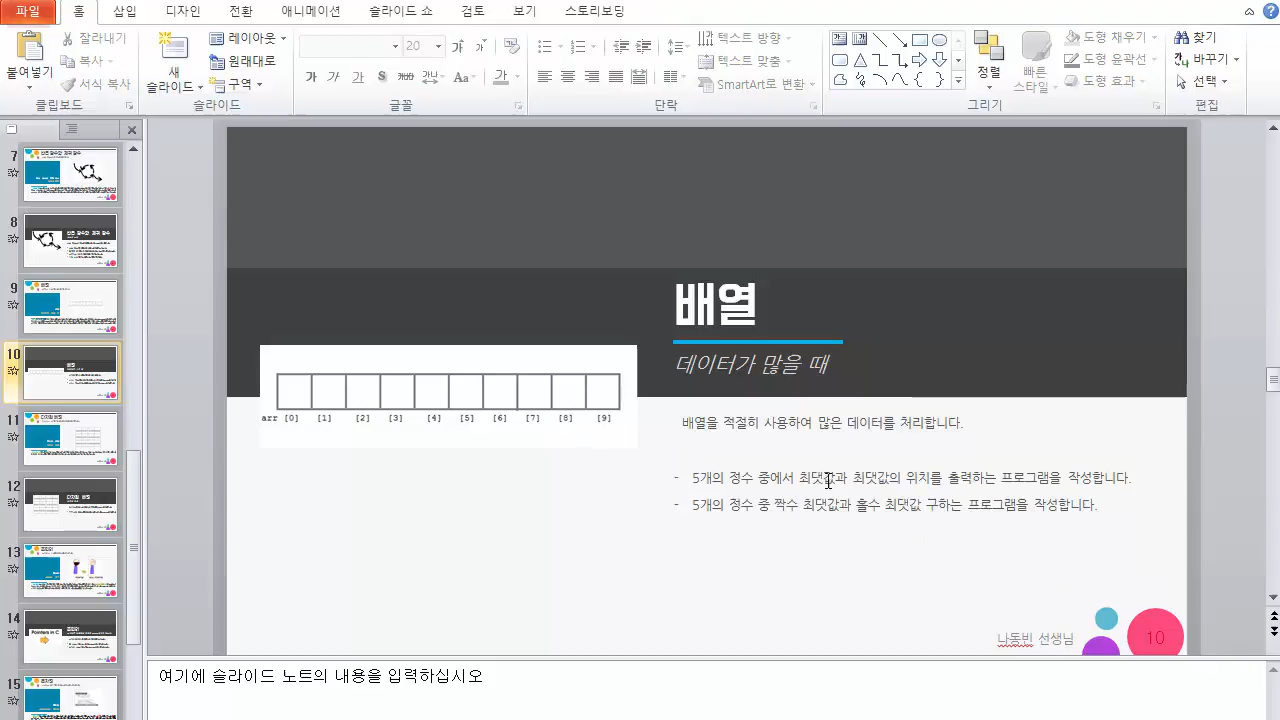 파일 홈 삽입 디자인 전환 애니메이션 슬라이드 쇼 검토 보기 스토리보딩
붙여넣기 잘라내기 복사 서식 복사 클립보드
새 슬라이드 레이아웃 원래대로 구역 슬라이드
20 가 가 가 S 가나 Aa 가 글꼴
텍스트 방향 텍스트 맞춤 SmartArt로 변환 단락
정렬 빠른 스타일 도형 채우기 도형 윤곽선 도형 효과 그리기
찾기 바꾸기 선택 편집
7
8
9
10
11
12
13
14
Pointers in C
15
배열
데이터가 많을 때
arr [0] [1] [2] [3] [4] [5] [6] [7] [8] [9]
배열을 적절히 사용하여 많은 데이터를 처리합니다.
- 5개의 정수 중에서 최댓값과 최댓값의 위치를 출력하는 프로그램을 작성합니다.
- 5개의 정수 중 짝수 최댓값과 홀수 최댓값 구하는 프로그램을 작성합니다.
나동빈 선생님
10
여기에 슬라이드 노트의 내용을 입력하십시오